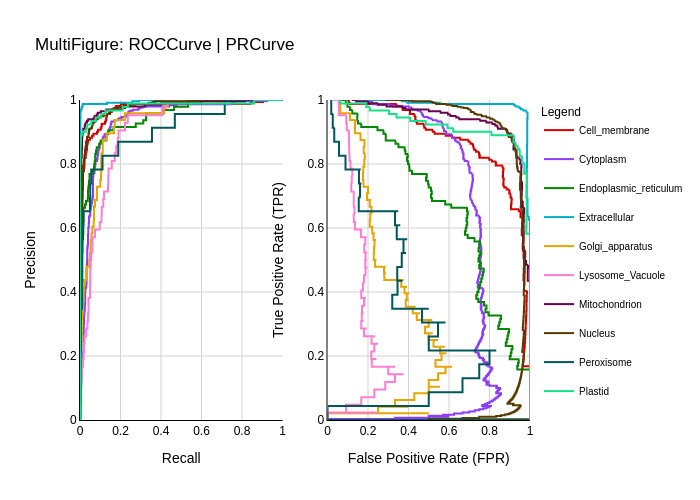 MultiFigure: ROCCurve | PRCurve
Precision
1
0.8
0.6
0.4
0.2
0
0 0.2 0.4 0.6 0.8 1
Recall
True Positive Rate (TPR)
1
0.8
0.6
0.4
0.2
0
0 0.2 0.4 0.6 0.8 1
False Positive Rate (FPR)
Legend
Cell_membrane
Cytoplasm
Endoplasmic_reticulum
Extracellular
Golgi_apparatus
Lysosome_Vacuole
Mitochondrion
Nucleus
Peroxisome
Plastid